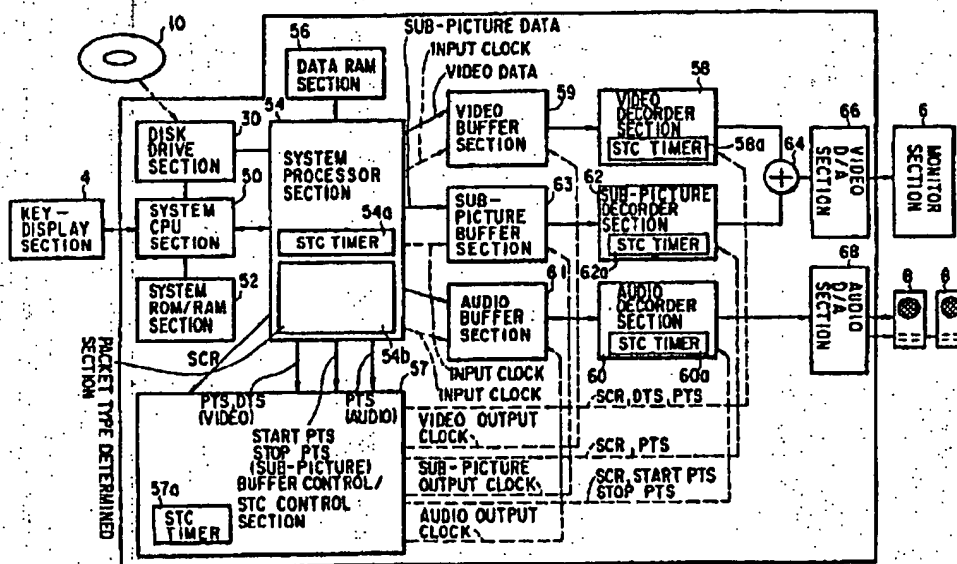 10
56
DATA RAM
SECTION
SUB-PICTURE DATA
INPUT CLOCK
VIDEO DATA
54
30
DISK
DRIVE
SECTION
SYSTEM
PROCESSOR
SECTION
54a
STC TIMER
54b
4
KEY-
DISPLAY
SECTION
50
SYSTEM
CPU
SECTION
52
SYSTEM
ROM/RAM
SECTION
59
VIDEO
BUFFER
SECTION
63
SUB-
PICTURE
BUFFER
SECTION
61
AUDIO
BUFFER
SECTION
INPUT CLOCK
INPUT CLOCK
58
VIDEO
DECORDER
SECTION
STC TIMER
58a
62
SUB-PICTURE
DECORDER
SECTION
STC TIMER
62a
AUDIO
DECORDER
SECTION
STC TIMER
60
60a
64
66
VIDEO
D/A
SECTION
6
MONITOR
SECTION
68
AUDIO
D/A
SECTION
8
8
PACKET TYPE DETERMINED
SECTION
SCR
57
PTS,DTS
(VIDEO)
PTS
(AUDIO)
START PTS
STOP PTS
(SUB-PICTURE)
BUFFER CONTROL/
STC CONTROL
SECTION
57a
STC
TIMER
SCR,DTS,PTS
VIDEO OUTPUT
CLOCK
SCR,PTS
SUB-PICTURE
OUTPUT CLOCK
SCR,START PTS
STOP PTS
AUDIO OUTPUT
CLOCK